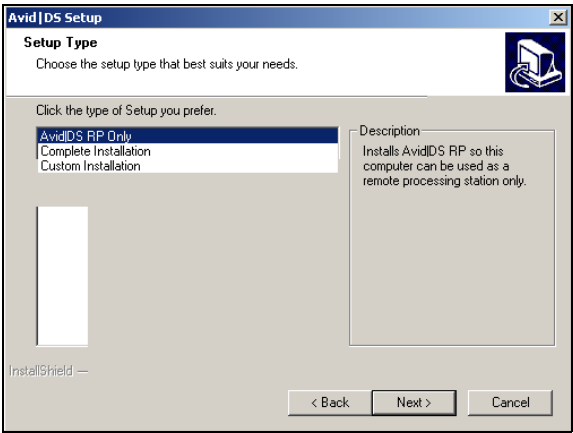 Avid|DS Setup
Setup Type
Choose the setup type that best suits your needs.
Click the type of Setup you prefer.
Avid|DS RP Only
Complete Installation
Custom Installation
Description
Installs Avid|DS RP so this
computer can be used as a
remote processing station only.
InstallShield
< Back
Next >
Cancel